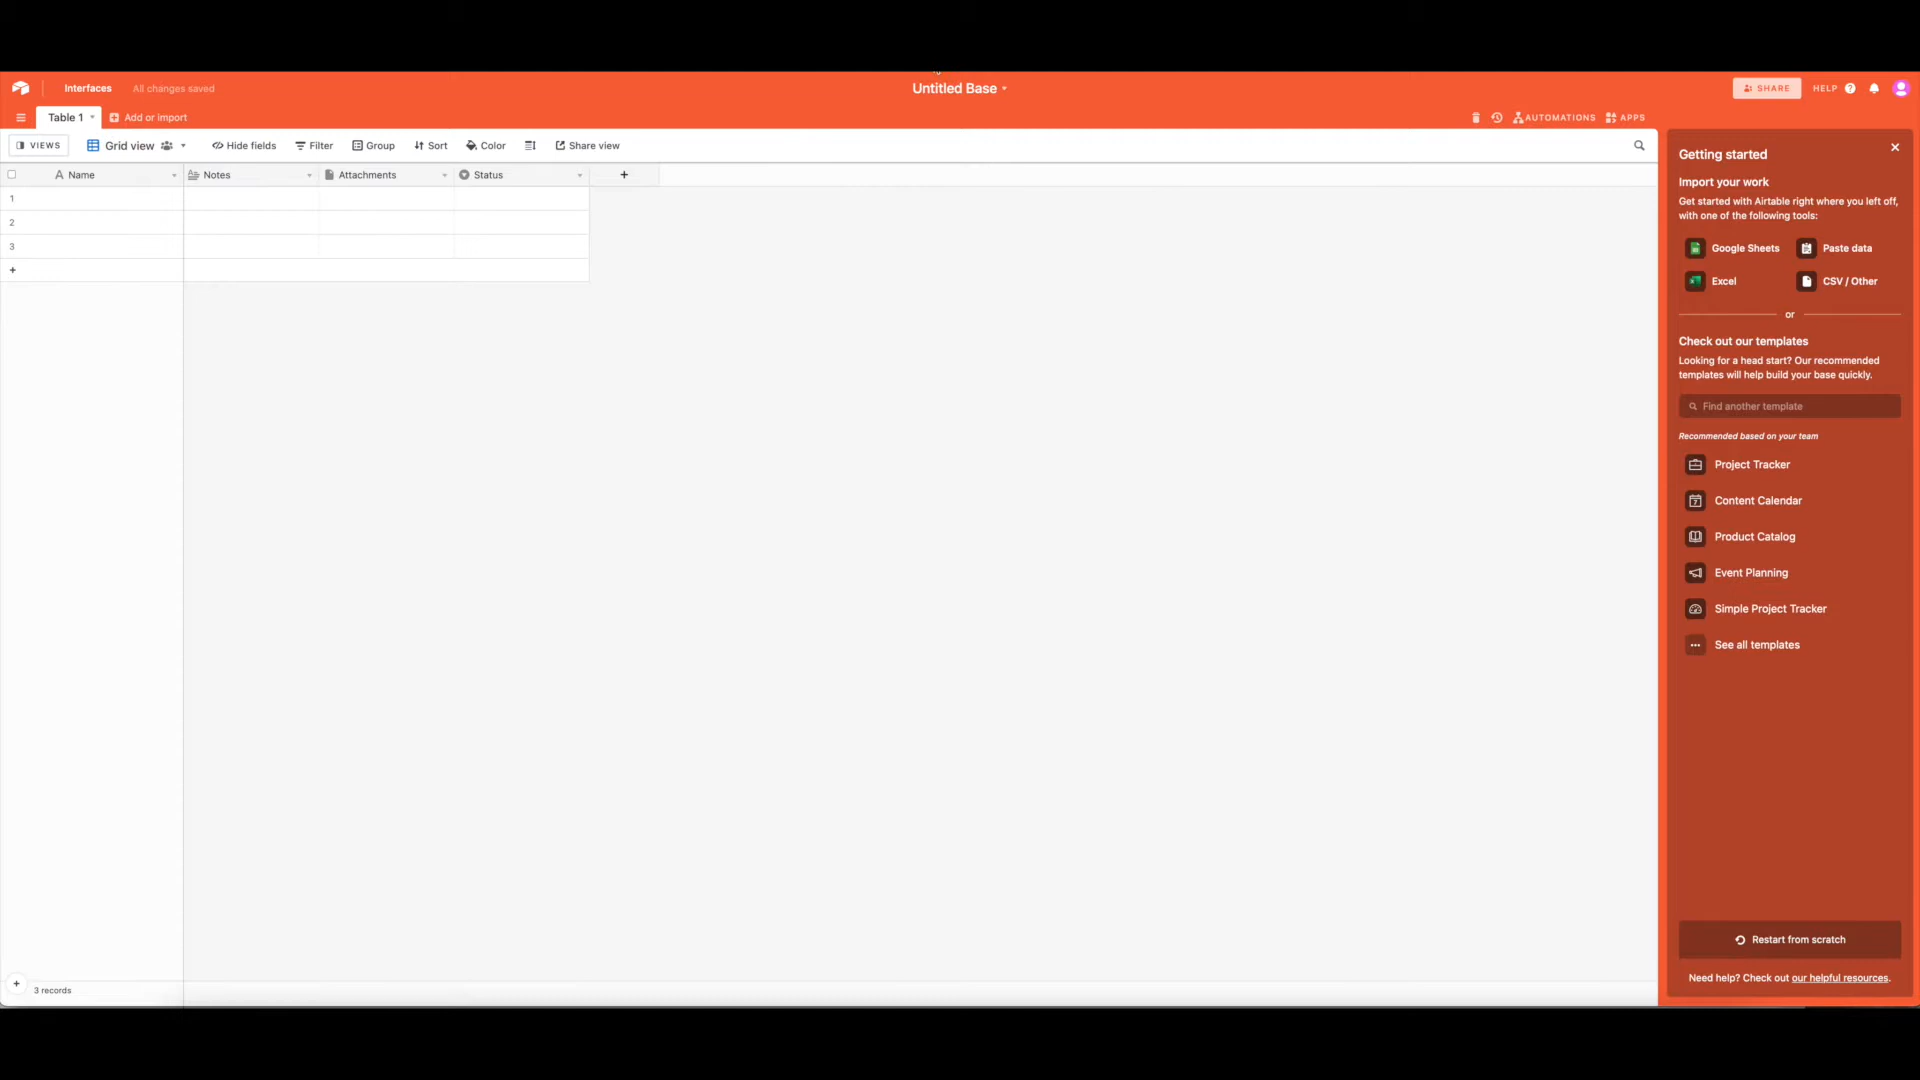 Interfaces
All changes saved
Untitled Base
SHARE
HELP
Table 1
Add or import
AUTOMATIONS
APPS
VIEWS
Grid view
Hide fields
Filter
Group
Sort
Color
Share view
Name
Notes
Attachments
Status
1
2
3
3 records
Getting started
Import your work
Get started with Airtable right where you left off,
with one of the following tools:
Google Sheets
Paste data
Excel
CSV / Other
or
Check out our templates
Looking for a head start? Our recommended
templates will help build your base quickly.
Find another template
Recommended based on your team
Project Tracker
Content Calendar
Product Catalog
Event Planning
Simple Project Tracker
See all templates
Restart from scratch
Need help? Check out our helpful resources.